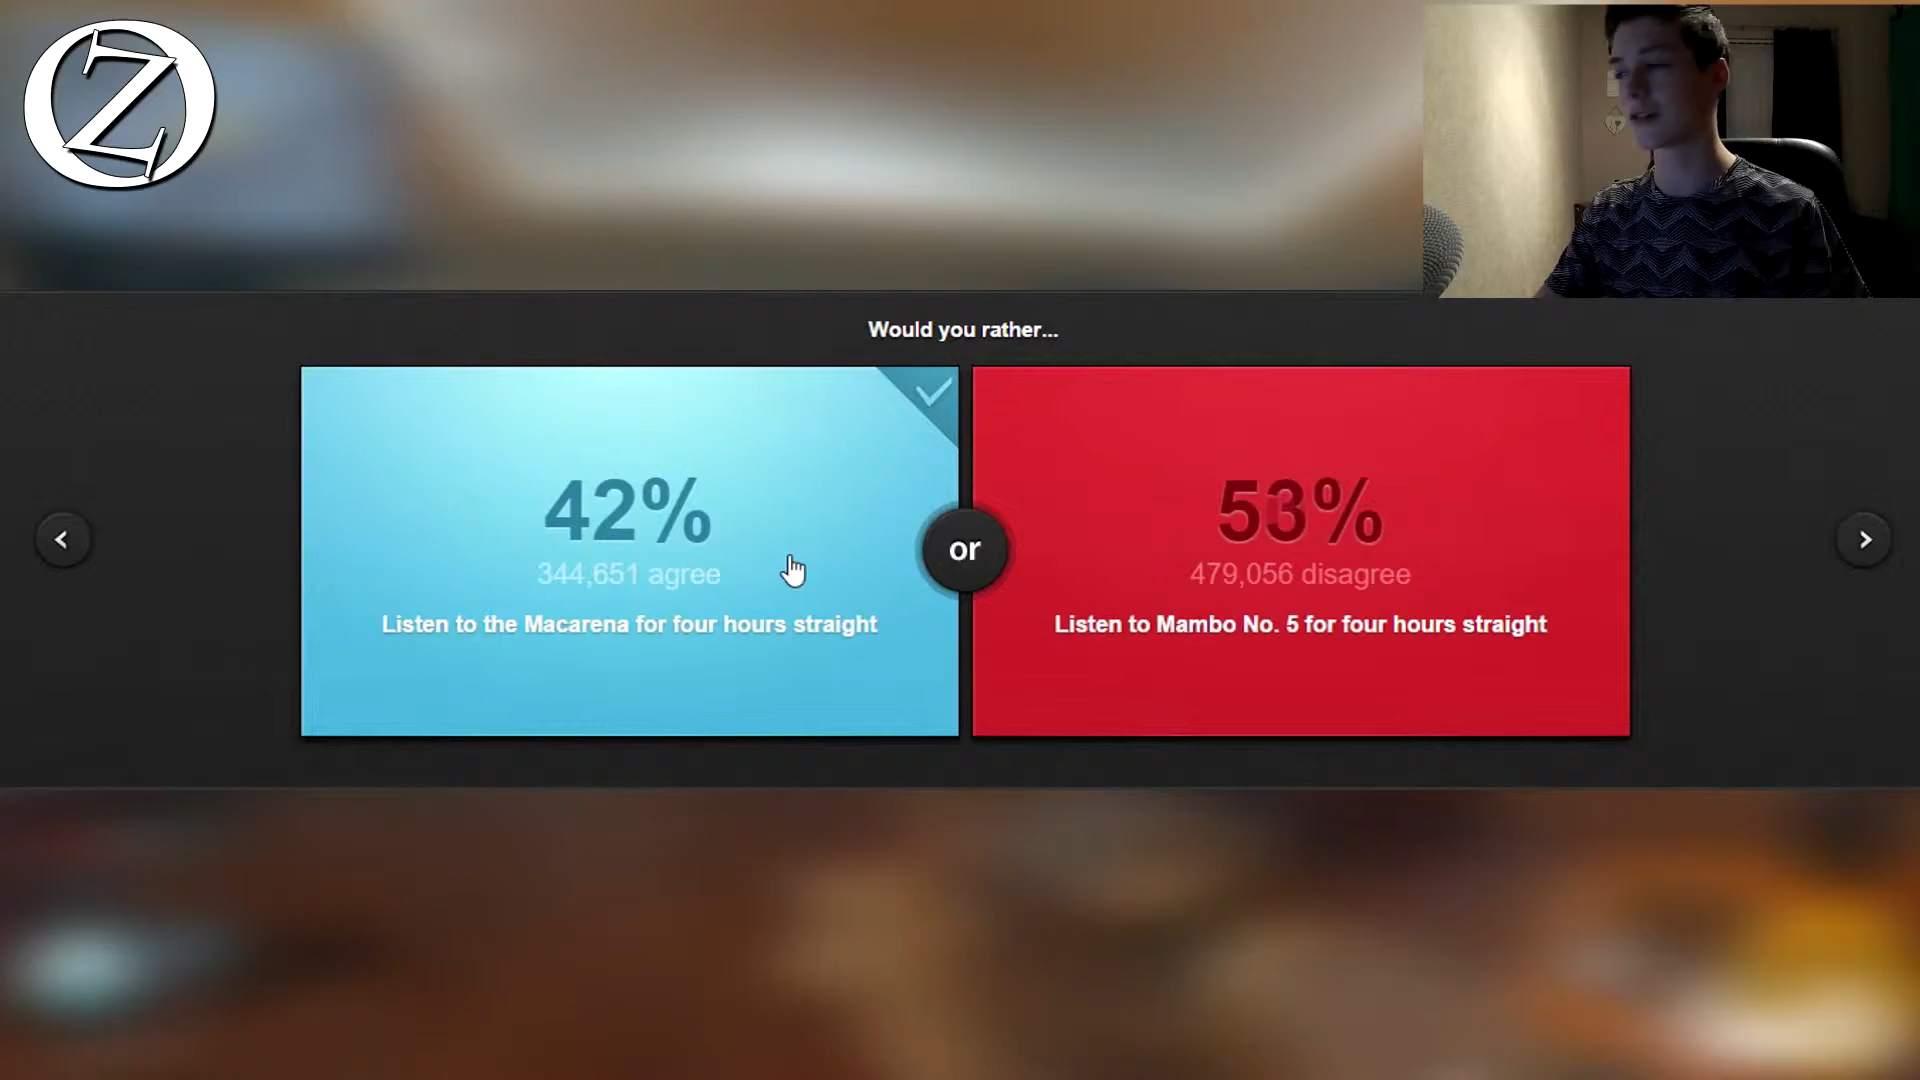 OZ
Would you rather...
42%
344,651 agree
Listen to the Macarena for four hours straight
or
53%
479,056 disagree
Listen to Mambo No. 5 for four hours straight